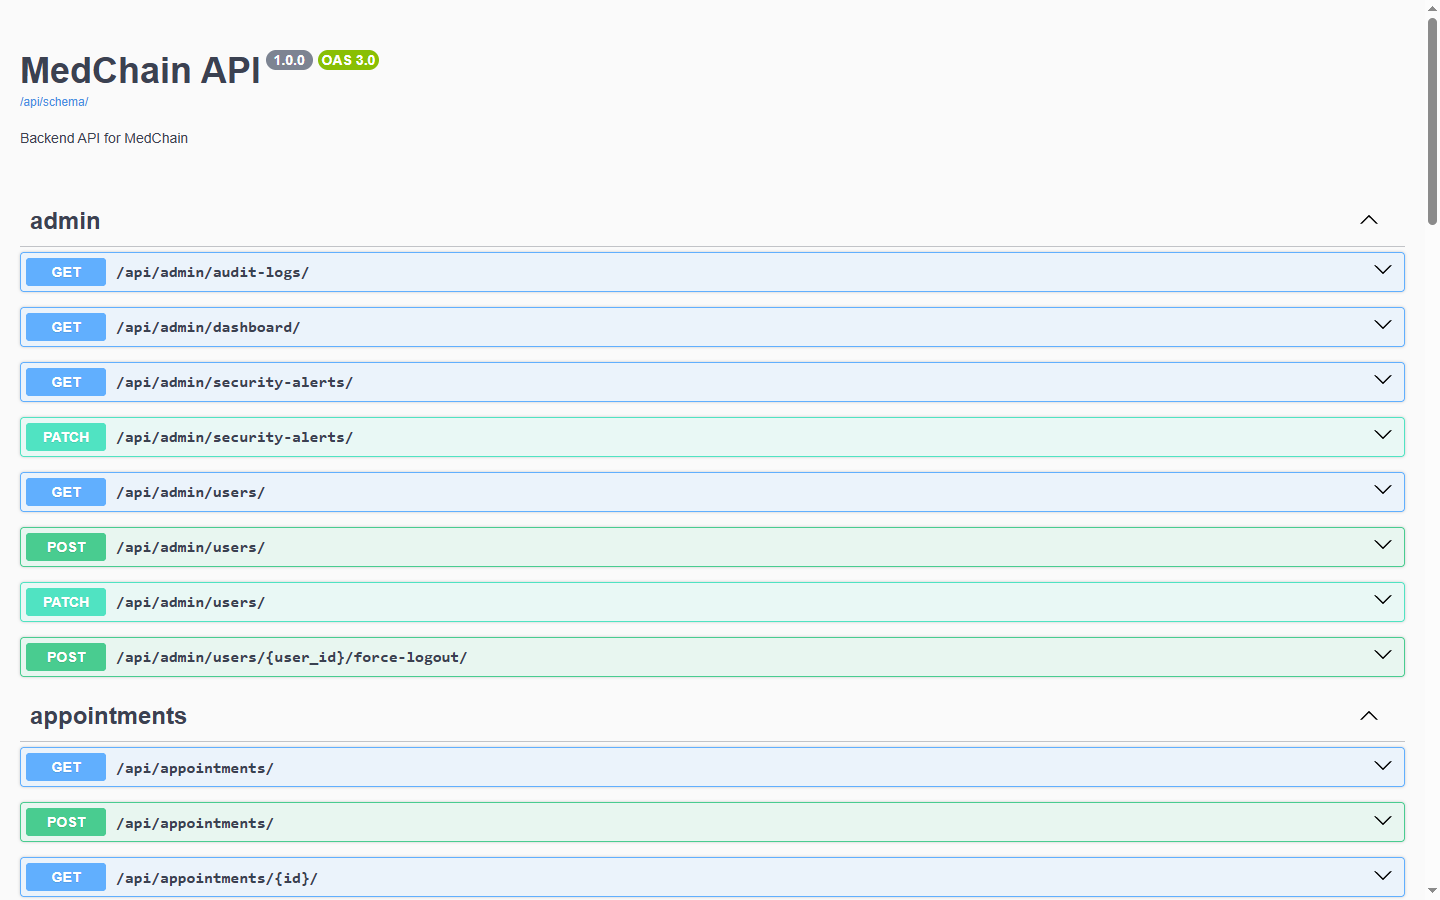 MedChain API 1.0.0 OAS 3.0
/api/schema/
Backend API for MedChain
admin
GET /api/admin/audit-logs/
GET /api/admin/dashboard/
GET /api/admin/security-alerts/
PATCH /api/admin/security-alerts/
GET /api/admin/users/
POST /api/admin/users/
PATCH /api/admin/users/
POST /api/admin/users/{user_id}/force-logout/
appointments
GET /api/appointments/
POST /api/appointments/
GET /api/appointments/{id}/